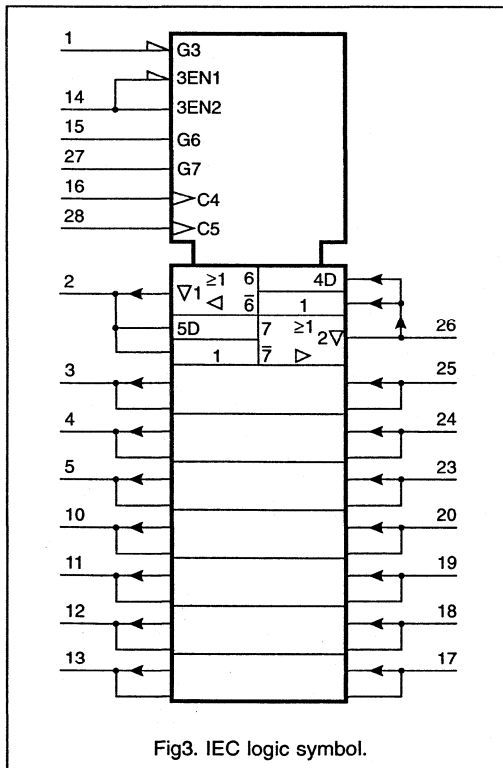 1 G3
3EN1
14 3EN2
15 G6
27 G7
16 C4
28 C5
2 ▽1 ≥1 6 4D
◁ 6̅ 1
26
5D 7 ≥1 2▽
1 7̅ ▷
3 25
4 24
5 23
10 20
11 19
12 18
13 17
Fig3. IEC logic symbol.